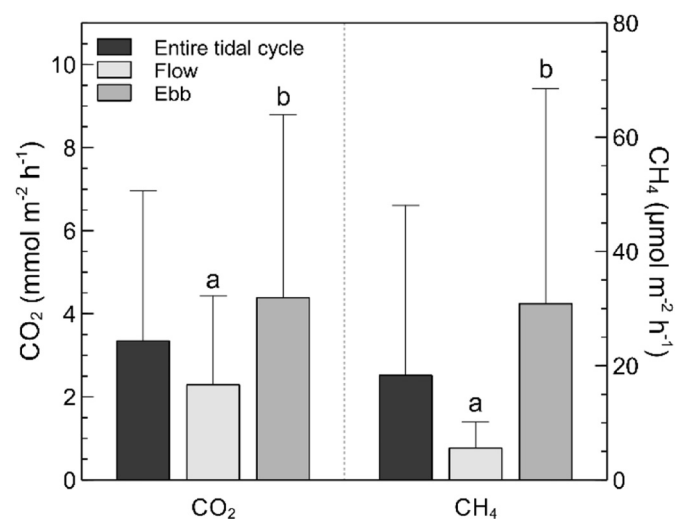 Entire tidal cycle
Flow
Ebb
CO₂ (mmol m⁻² h⁻¹)
10
8
6
4
2
0
a
b
a
b
80
60
40
20
0
CH₄ (µmol m⁻² h⁻¹)
CO₂
CH₄